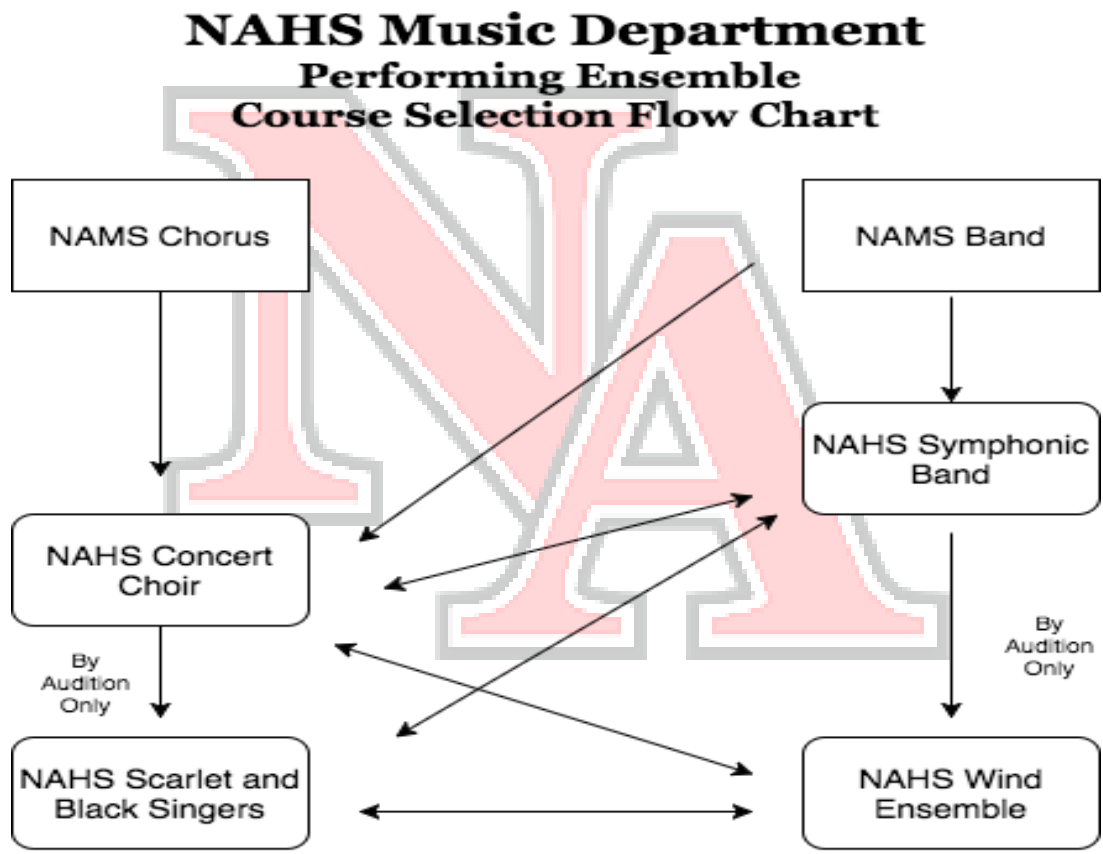 NAHS Music Department
Performing Ensemble
Course Selection Flow Chart
NAMS Chorus
NAMS Band
NAHS Symphonic
Band
NAHS Concert
Choir
By
Audition
Only
By
Audition
Only
NAHS Scarlet and
Black Singers
NAHS Wind
Ensemble
NA